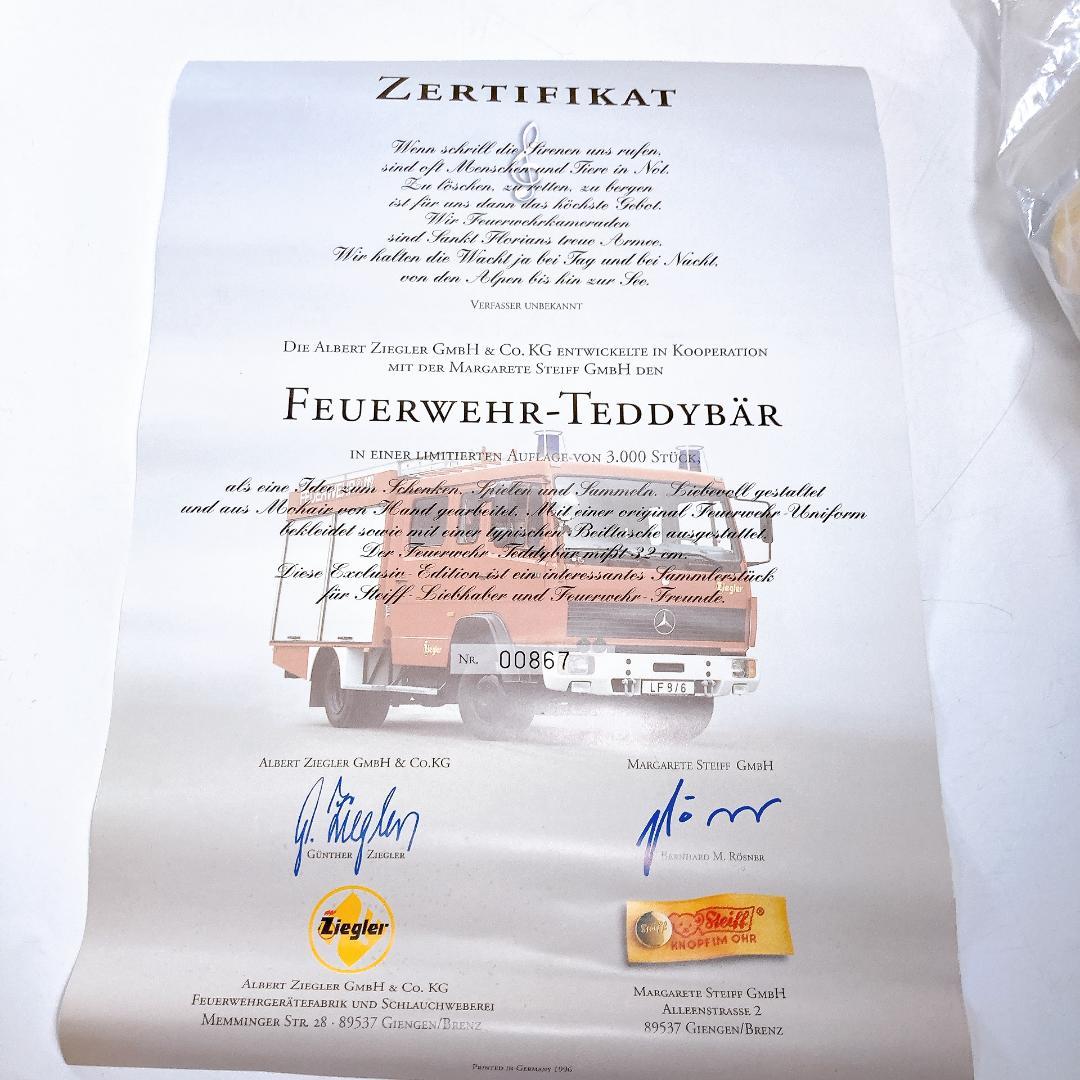 ZERTIFIKAT
Wenn schrill die Sirenen uns rufen,
sind oft Menschen und Tiere in Not.
Zu löschen, zu retten, zu bergen
ist für uns dann das höchste Gebot.
Wir Feuerwehrkameraden
sind Sankt Florians treue Armee.
Wir halten die Wacht ja bei Tag und bei Nacht,
von den Alpen bis hin zur See.
VERFASSER UNBEKANNT
DIE ALBERT ZIEGLER GMBH & CO. KG ENTWICKELTE IN KOOPERATION
MIT DER MARGARETE STEIFF GMBH DEN
FEUERWEHR-TEDDYBÄR
IN EINER LIMITIERTEN AUFLAGE VON 3.000 STÜCK,
als eine Idee zum Schenken, Spielen und Sammeln. Liebevoll gestaltet
und aus Mohair von Hand gearbeitet. Mit einer original Feuerwehr-Uniform
bekleidet sowie mit einer typischen Beiltasche ausgestattet.
Der Feuerwehr-Teddybär mißt 32 cm.
Diese Exclusiv-Edition ist ein interessantes Sammlerstück
für Steiff-Liebhaber und Feuerwehr-Freunde.
FEUERWEHR
Ziegler
Ziegler
NR. 00867
LF 8/6
ALBERT ZIEGLER GMBH & CO.KG
MARGARETE STEIFF GMBH
G. Ziegler
GÜNTHER ZIEGLER
BERNHARD M. RÖSNER
Ziegler
Steiff
Steiff®
KNOPF IM OHR
ALBERT ZIEGLER GMBH & CO. KG
FEUERWEHRGERÄTEFABRIK UND SCHLAUCHWEBEREI
MEMMINGER STR. 28 · 89537 GIENGEN/BRENZ
MARGARETE STEIFF GMBH
ALLEENSTRASSE 2
89537 GIENGEN/BRENZ
PRINTED IN GERMANY 1996